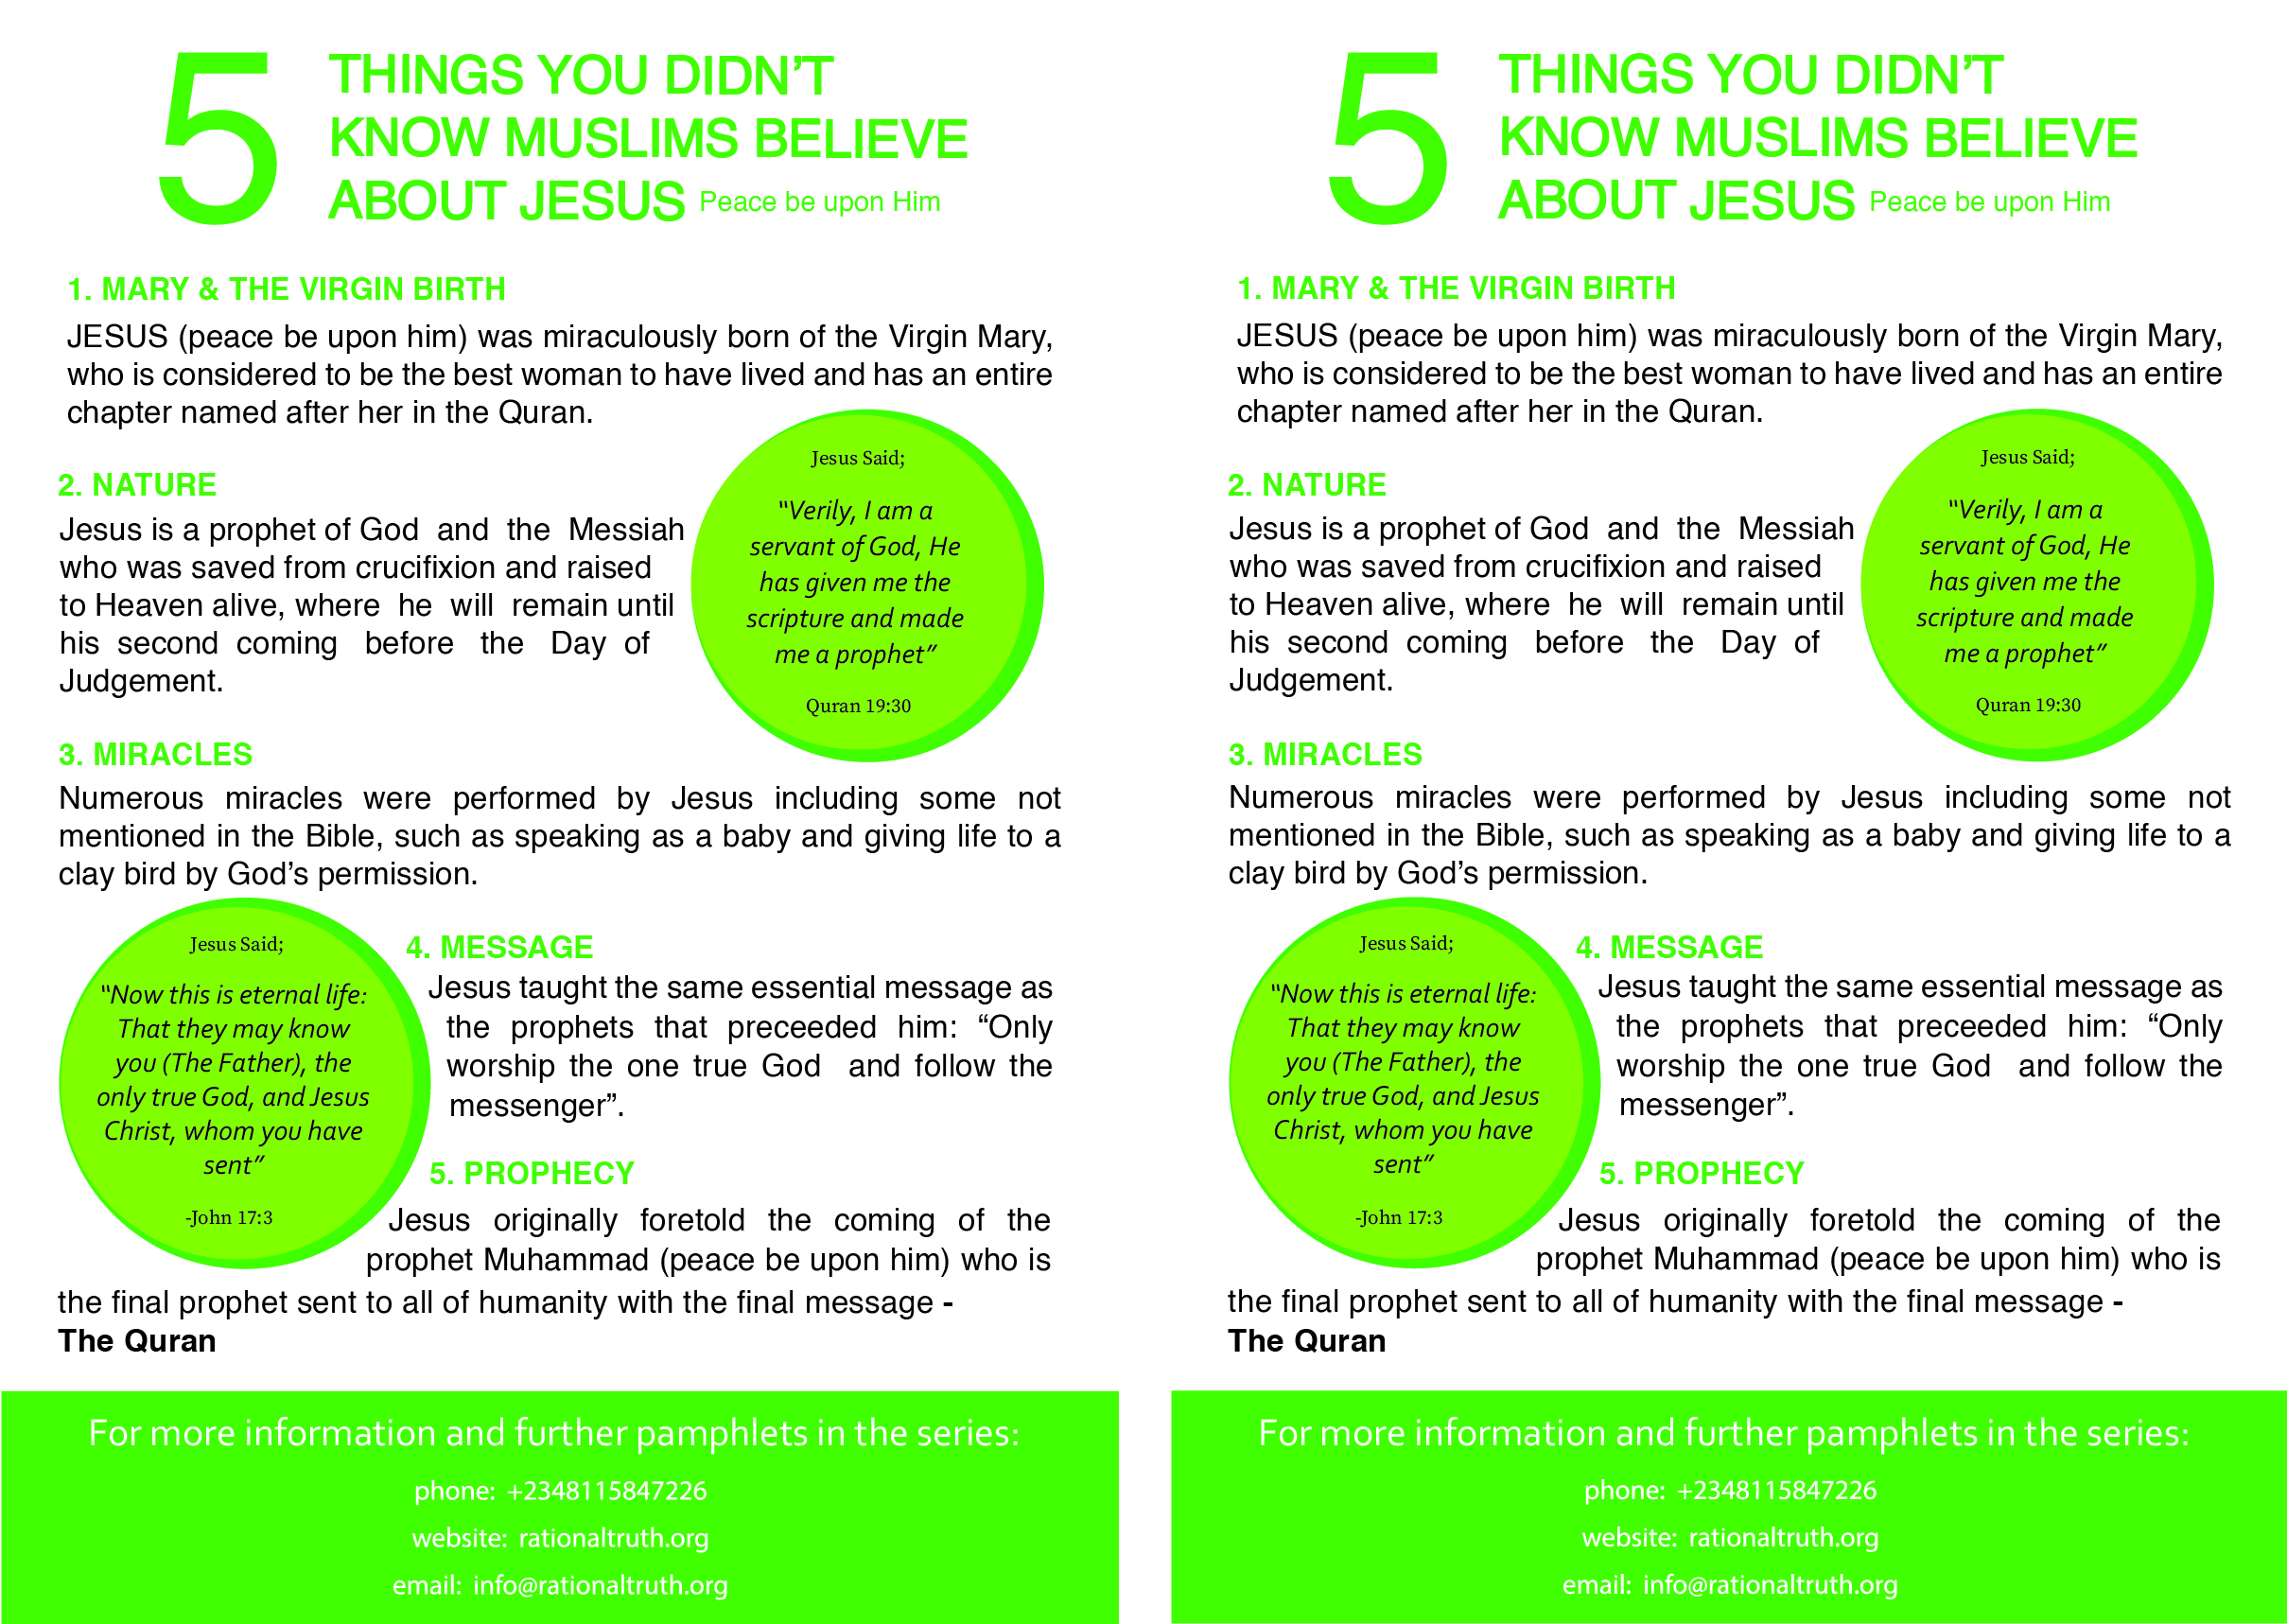 5
THINGS YOU DIDN’T
KNOW MUSLIMS BELIEVE
ABOUT JESUS Peace be upon Him
1. MARY & THE VIRGIN BIRTH
JESUS (peace be upon him) was miraculously born of the Virgin Mary,
who is considered to be the best woman to have lived and has an entire
chapter named after her in the Quran.
2. NATURE
Jesus is a prophet of God and the Messiah
who was saved from crucifixion and raised
to Heaven alive, where he will remain until
his second coming before the Day of
Judgement.
Jesus Said;
“Verily, I am a
servant of God, He
has given me the
scripture and made
me a prophet”
Quran 19:30
3. MIRACLES
Numerous miracles were performed by Jesus including some not
mentioned in the Bible, such as speaking as a baby and giving life to a
clay bird by God’s permission.
Jesus Said;
“Now this is eternal life:
That they may know
you (The Father), the
only true God, and Jesus
Christ, whom you have
sent”
-John 17:3
4. MESSAGE
Jesus taught the same essential message as
the prophets that preceeded him: “Only
worship the one true God and follow the
messenger”.
5. PROPHECY
Jesus originally foretold the coming of the
prophet Muhammad (peace be upon him) who is
the final prophet sent to all of humanity with the final message -
The Quran
For more information and further pamphlets in the series:
phone: +2348115847226
website: rationaltruth.org
email: info@rationaltruth.org
5
THINGS YOU DIDN’T
KNOW MUSLIMS BELIEVE
ABOUT JESUS Peace be upon Him
1. MARY & THE VIRGIN BIRTH
JESUS (peace be upon him) was miraculously born of the Virgin Mary,
who is considered to be the best woman to have lived and has an entire
chapter named after her in the Quran.
2. NATURE
Jesus is a prophet of God and the Messiah
who was saved from crucifixion and raised
to Heaven alive, where he will remain until
his second coming before the Day of
Judgement.
Jesus Said;
“Verily, I am a
servant of God, He
has given me the
scripture and made
me a prophet”
Quran 19:30
3. MIRACLES
Numerous miracles were performed by Jesus including some not
mentioned in the Bible, such as speaking as a baby and giving life to a
clay bird by God’s permission.
Jesus Said;
“Now this is eternal life:
That they may know
you (The Father), the
only true God, and Jesus
Christ, whom you have
sent”
-John 17:3
4. MESSAGE
Jesus taught the same essential message as
the prophets that preceeded him: “Only
worship the one true God and follow the
messenger”.
5. PROPHECY
Jesus originally foretold the coming of the
prophet Muhammad (peace be upon him) who is
the final prophet sent to all of humanity with the final message -
The Quran
For more information and further pamphlets in the series:
phone: +2348115847226
website: rationaltruth.org
email: info@rationaltruth.org